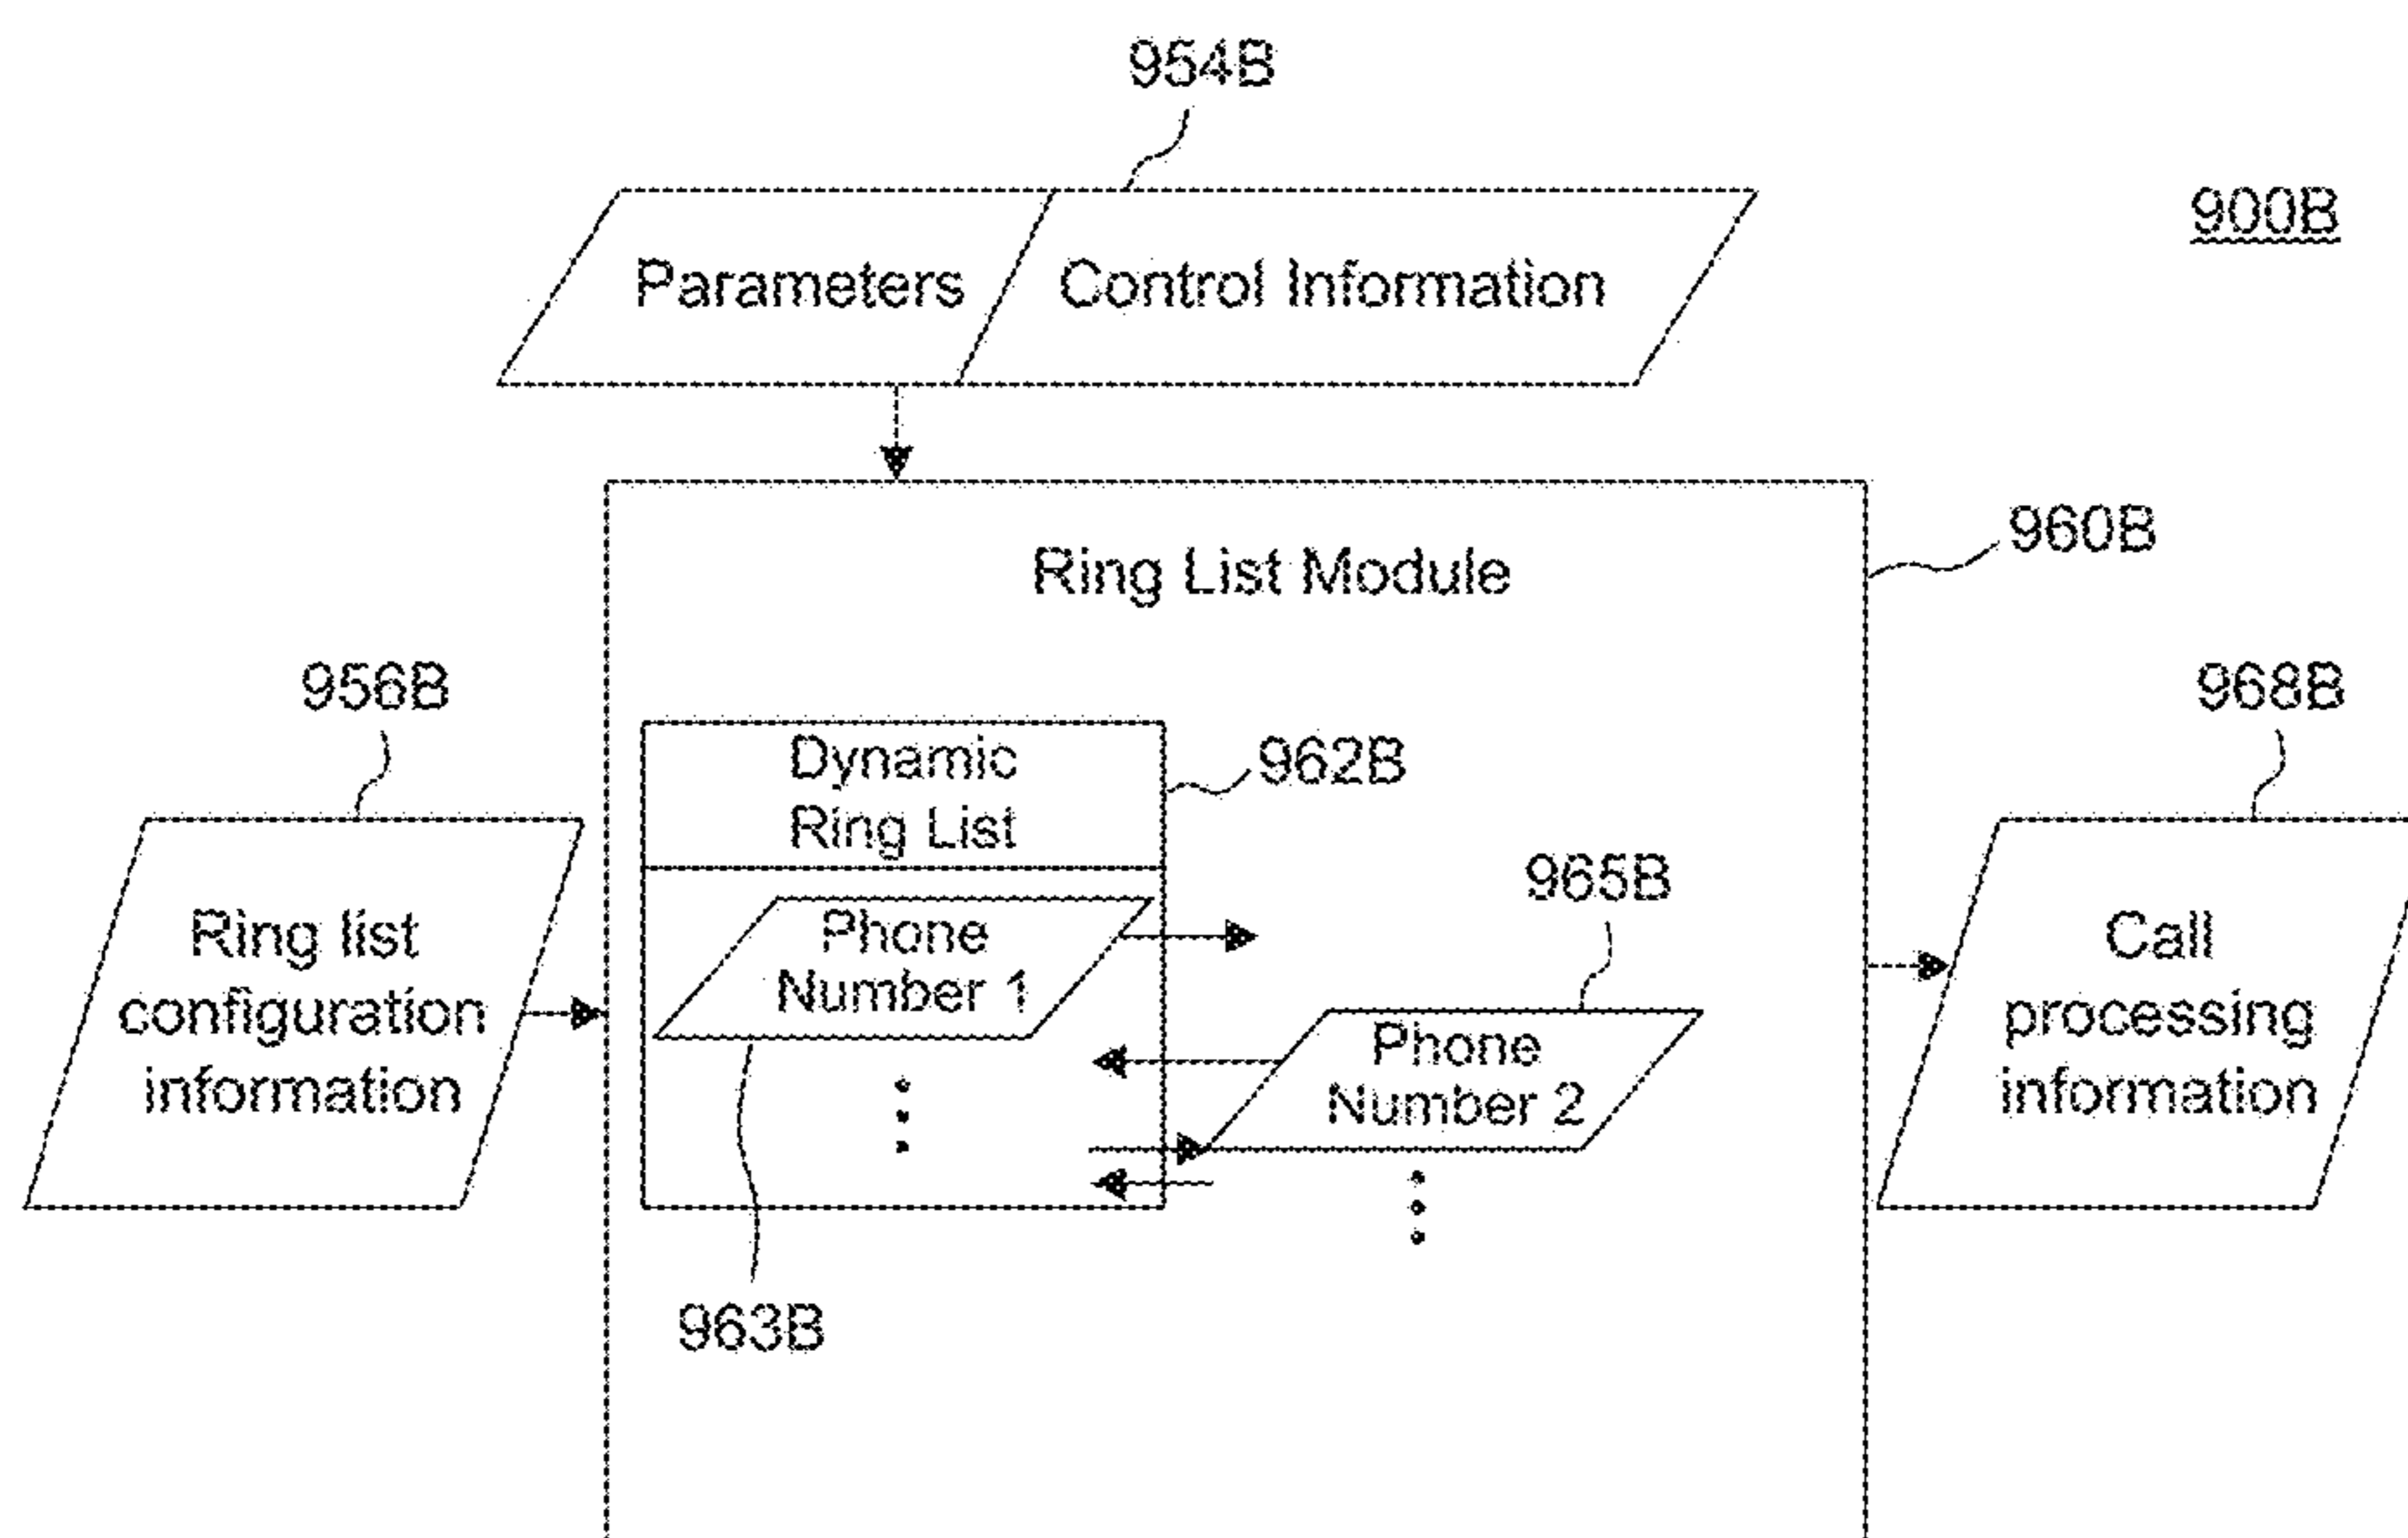 954B
900B
Parameters
Control Information
960B
Ring List Module
956B
968B
Dynamic
Ring List
962B
965B
Ring list
configuration
information
Phone
Number 1
Phone
Number 2
Call
processing
information
963B